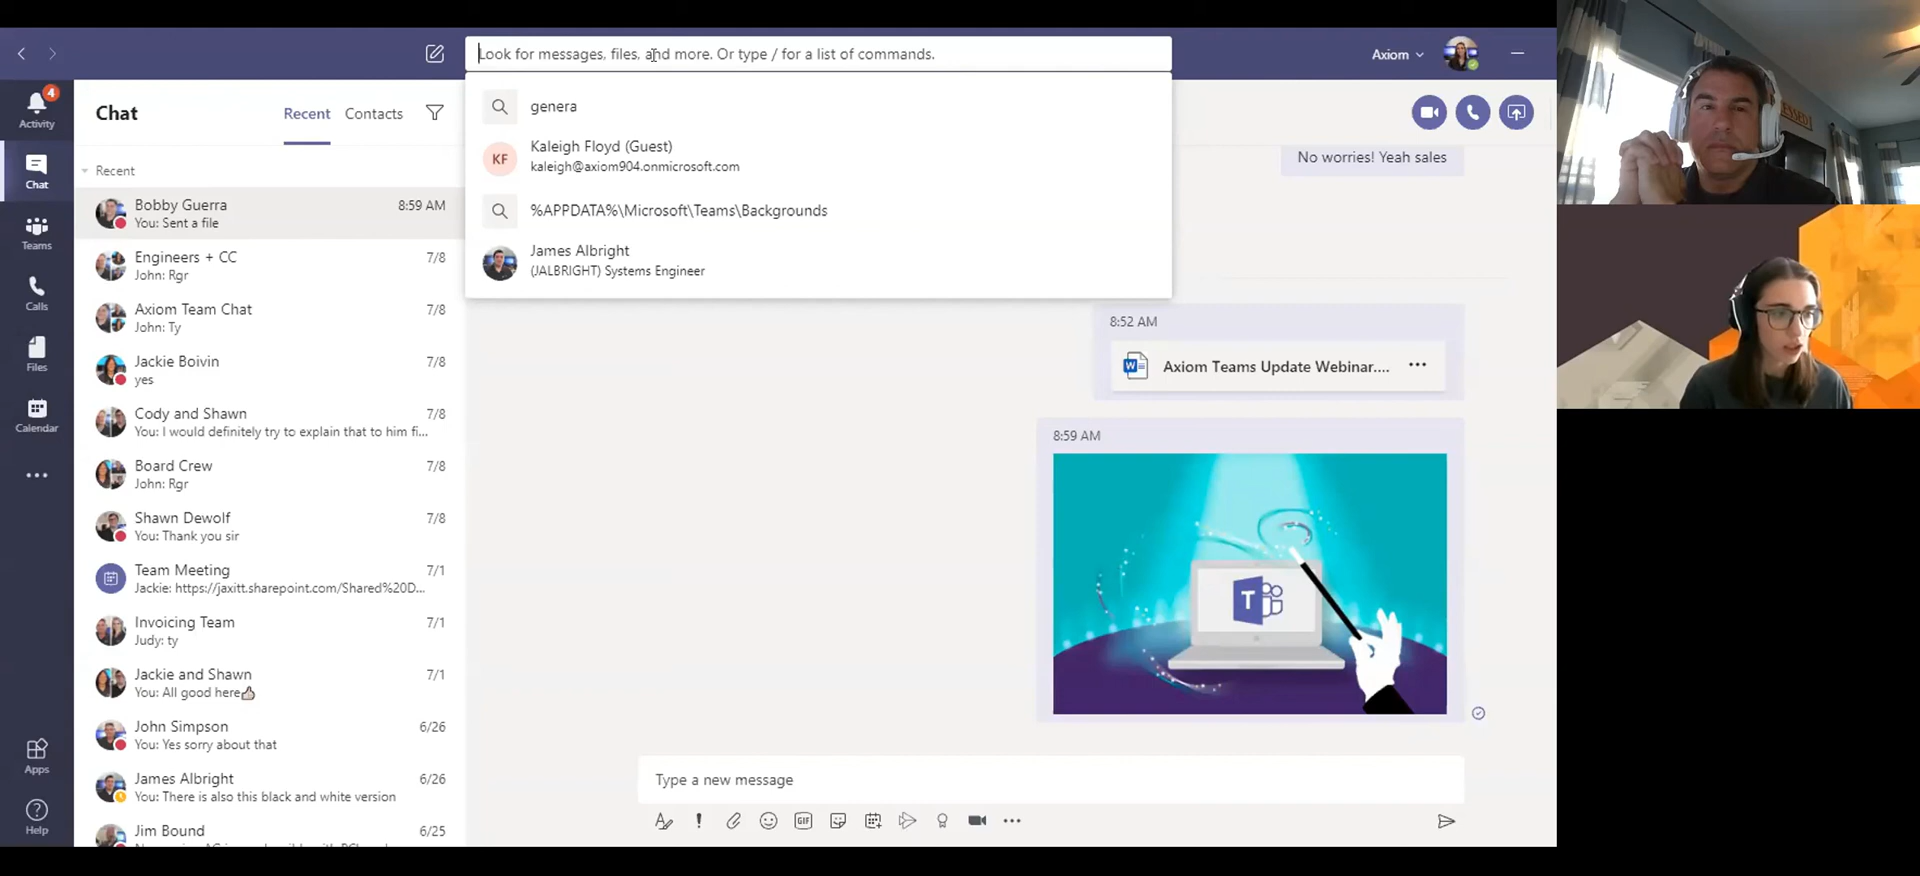 Look for messages, files, and more. Or type / for a list of commands.
Axiom
genera
Kaleigh Floyd (Guest)
kaleigh@axiom904.onmicrosoft.com
%APPDATA%\Microsoft\Teams\Backgrounds
James Albright
(JALBRIGHT) Systems Engineer
4
Activity
Chat
Teams
Calls
Files
Calendar
Apps
Help
Chat
Recent
Contacts
Recent
Bobby Guerra
8:59 AM
You: Sent a file
Engineers + CC
7/8
John: Rgr
Axiom Team Chat
7/8
John: Ty
Jackie Boivin
7/8
yes
Cody and Shawn
7/8
You: I would definitely try to explain that to him fi...
Board Crew
7/8
John: Rgr
Shawn Dewolf
7/8
You: Thank you sir
Team Meeting
7/1
Jackie: https://jaxitt.sharepoint.com/Shared%20D...
Invoicing Team
7/1
Judy: ty
Jackie and Shawn
7/1
You: All good here👍
John Simpson
6/26
You: Yes sorry about that
James Albright
6/26
You: There is also this black and white version
Jim Bound
6/25
KF
No worries! Yeah sales
8:52 AM
W
Axiom Teams Update Webinar....
8:59 AM
T
Type a new message
GIF